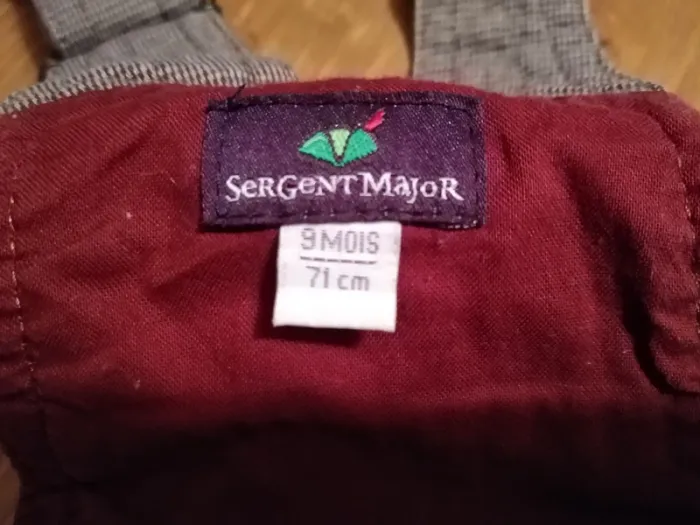 SeRGeNT MaJoR
9 MOIS
71 cm